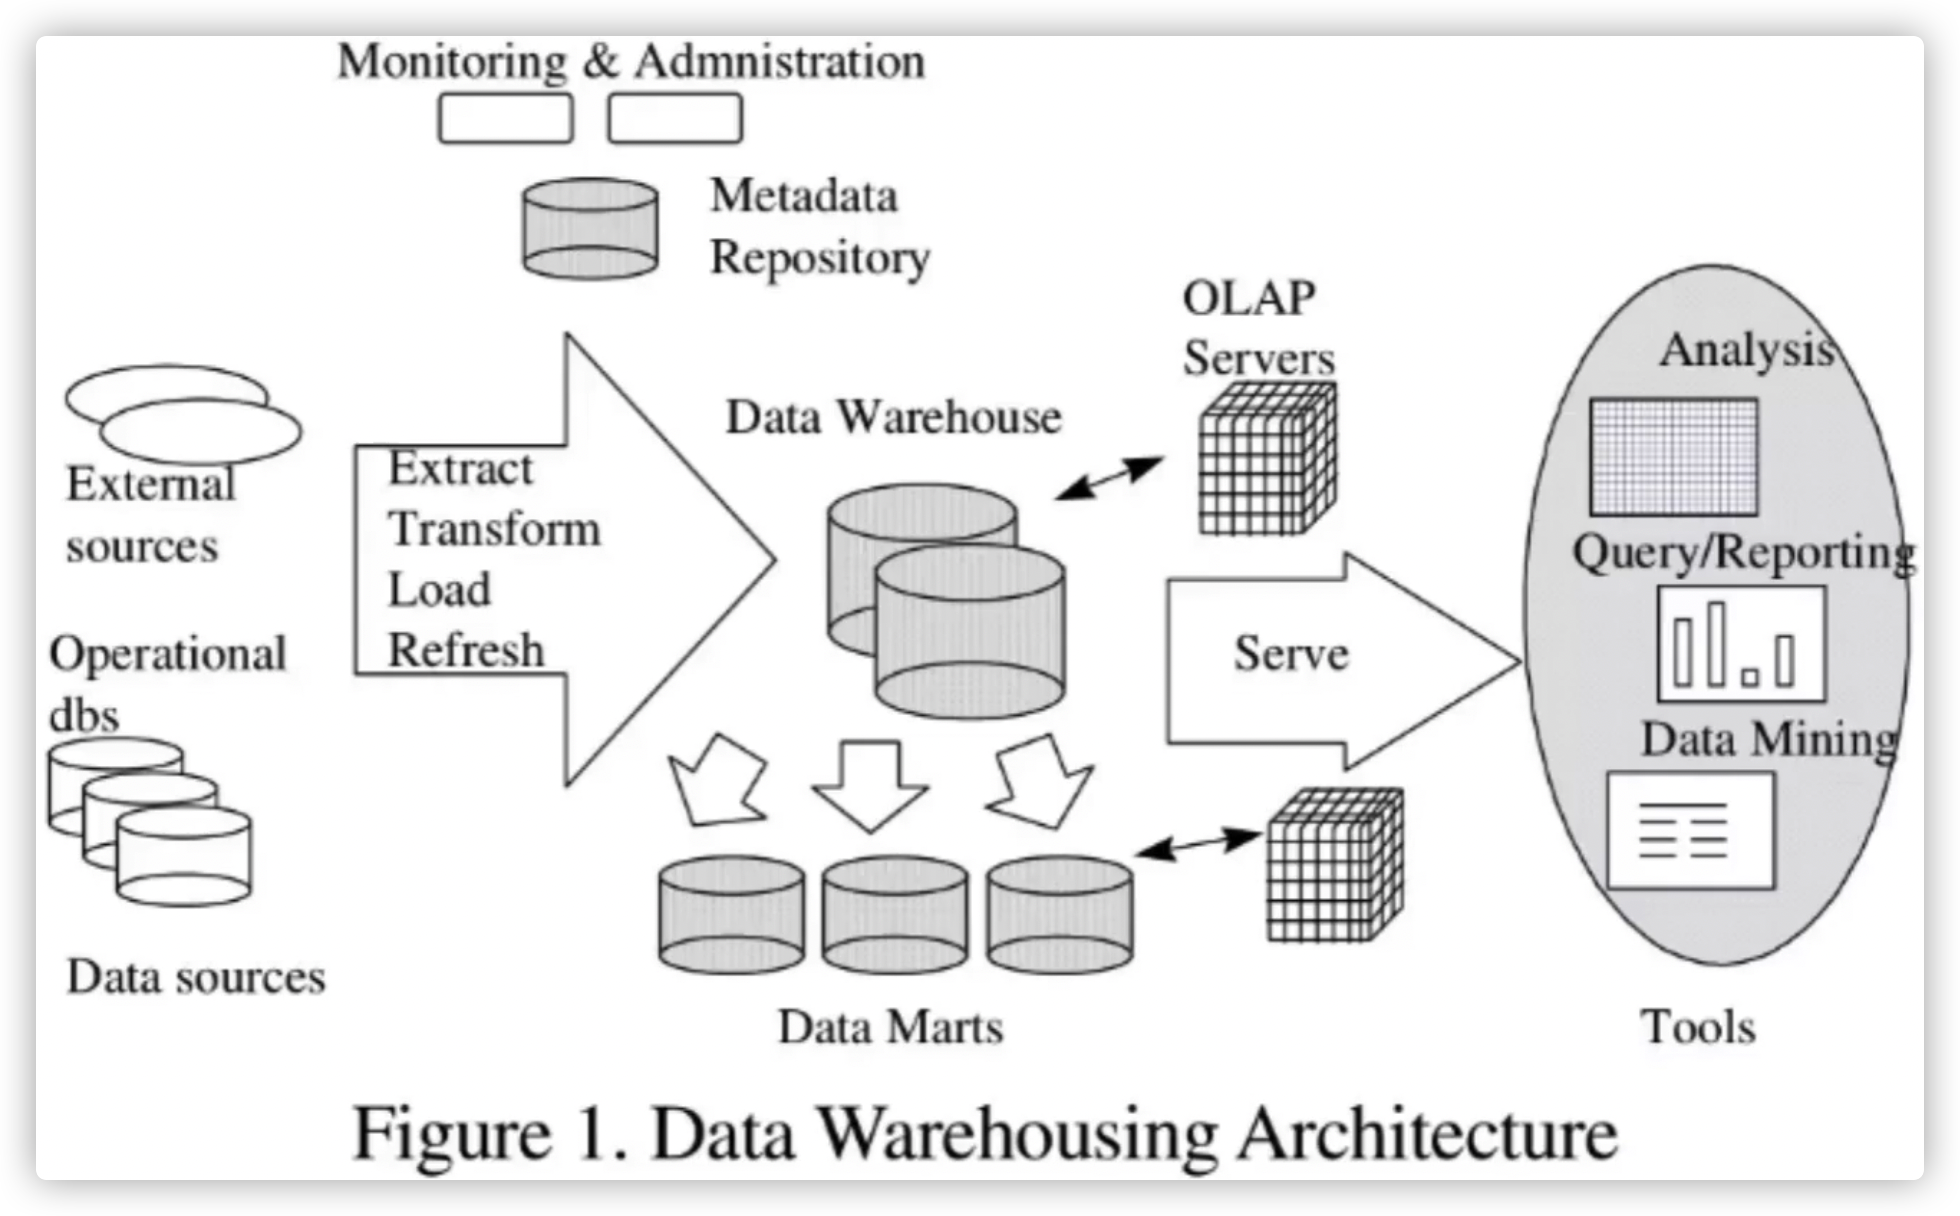 Monitoring & Admnistration
Metadata
Repository
OLAP
Servers
Analysis
Data Warehouse
External
sources
Extract
Transform
Load
Refresh
Query/Reporting
Operational
dbs
Serve
Data Mining
Data sources
Data Marts
Tools
Figure 1. Data Warehousing Architecture